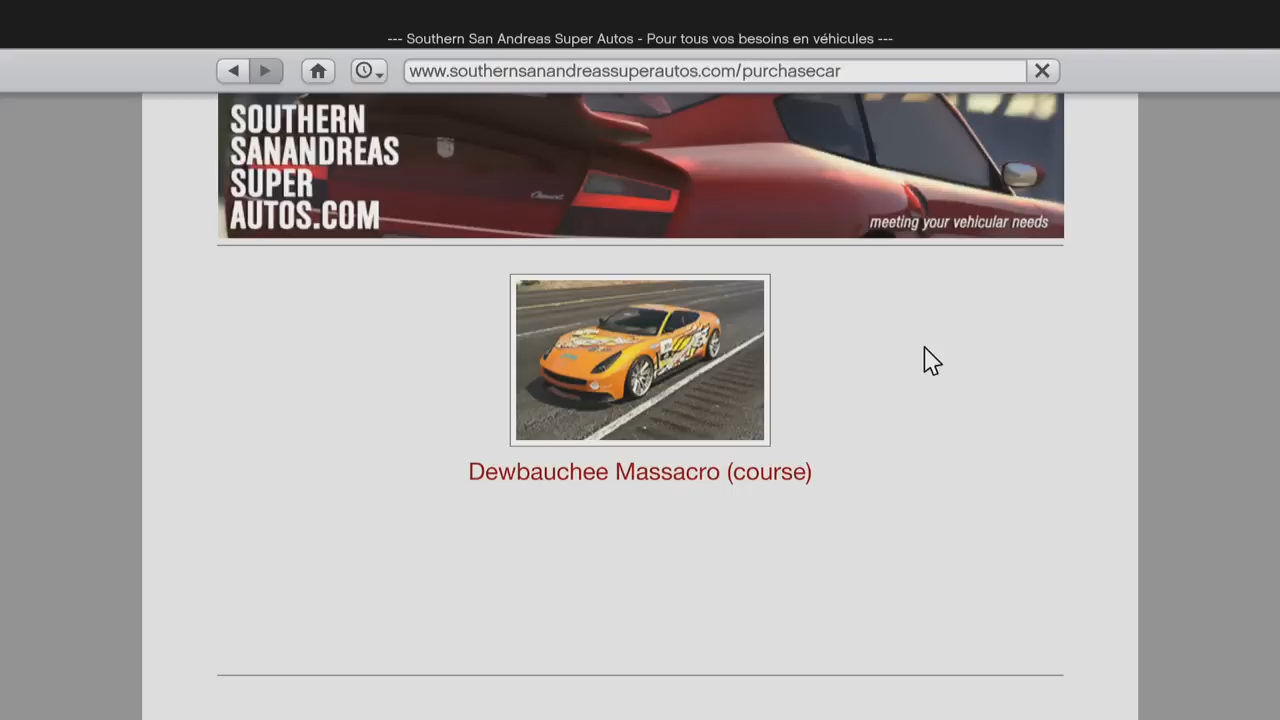 --- Southern San Andreas Super Autos - Pour tous vos besoins en véhicules ---
www.southernsanandreassuperautos.com/purchasecar
SOUTHERN
SANANDREAS
SUPER
AUTOS.COM
meeting your vehicular needs
Dewbauchee Massacro (course)